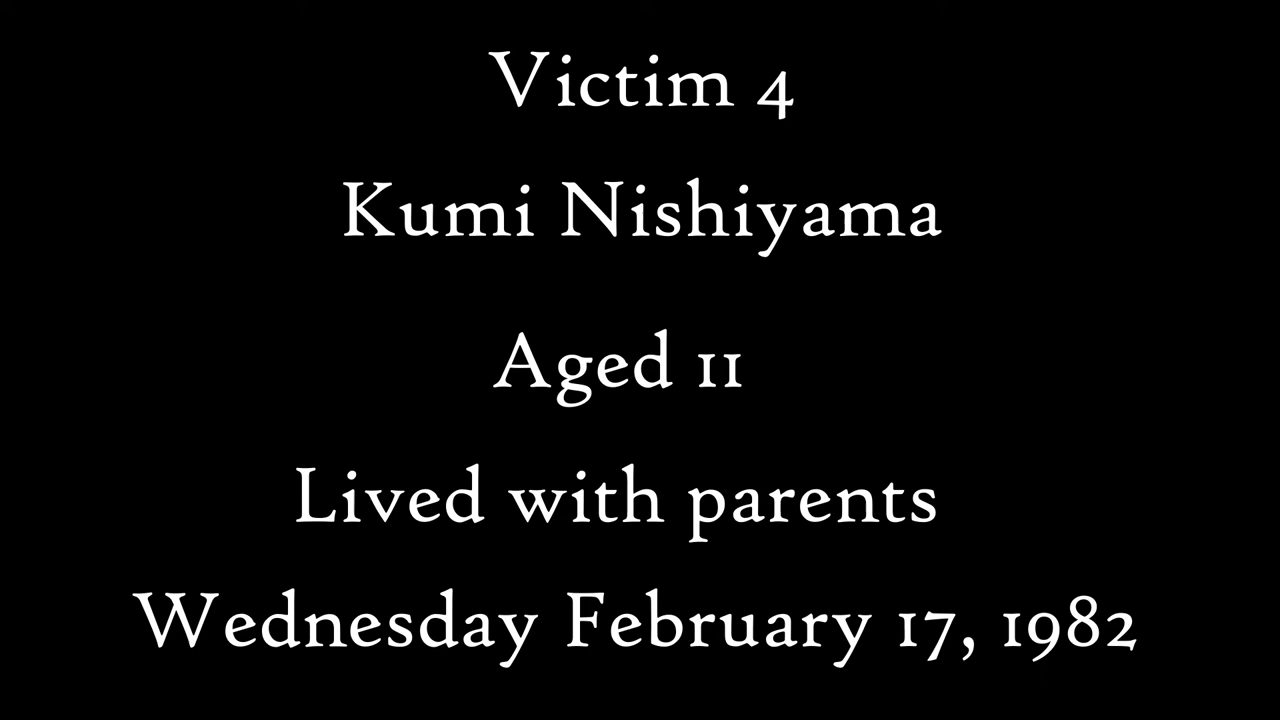 Victim 4
Kumi Nishiyama
Aged 11
Lived with parents
Wednesday February 17, 1982